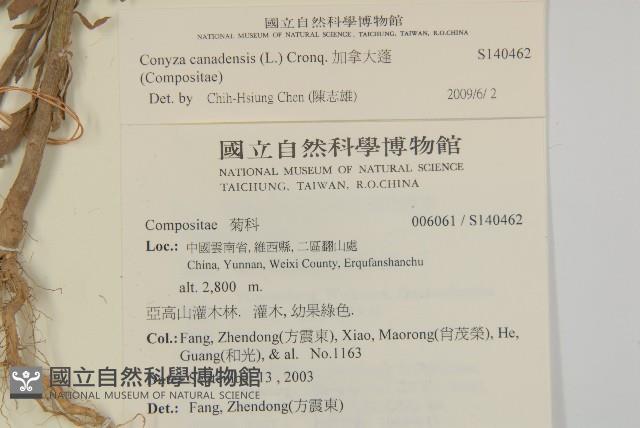 國立自然科學博物館
NATIONAL MUSEUM OF NATURAL SCIENCE, TAICHUNG, TAIWAN, R.O.CHINA
Conyza canadensis (L.) Cronq. 加拿大蓬 S140462
(Compositae)
Det. by Chih-Hsiung Chen (陳志雄) 2009/6/ 2
國立自然科學博物館
NATIONAL MUSEUM OF NATURAL SCIENCE
TAICHUNG, TAIWAN, R.O.CHINA
Compositae 菊科 006061 / S140462
Loc.: 中國雲南省, 維西縣, 二區翻山處
China, Yunnan, Weixi County, Erqufanshanchu
alt. 2,800 m.
亞高山灌木林. 灌木, 幼果綠色.
Col.: Fang, Zhendong(方震東), Xiao, Maorong(肖茂榮), He,
Guang(和光), & al. No.1163
13 , 2003
國立自然科學博物館
NATIONAL MUSEUM OF NATURAL SCIENCE
Det.: Fang, Zhendong(方震東)